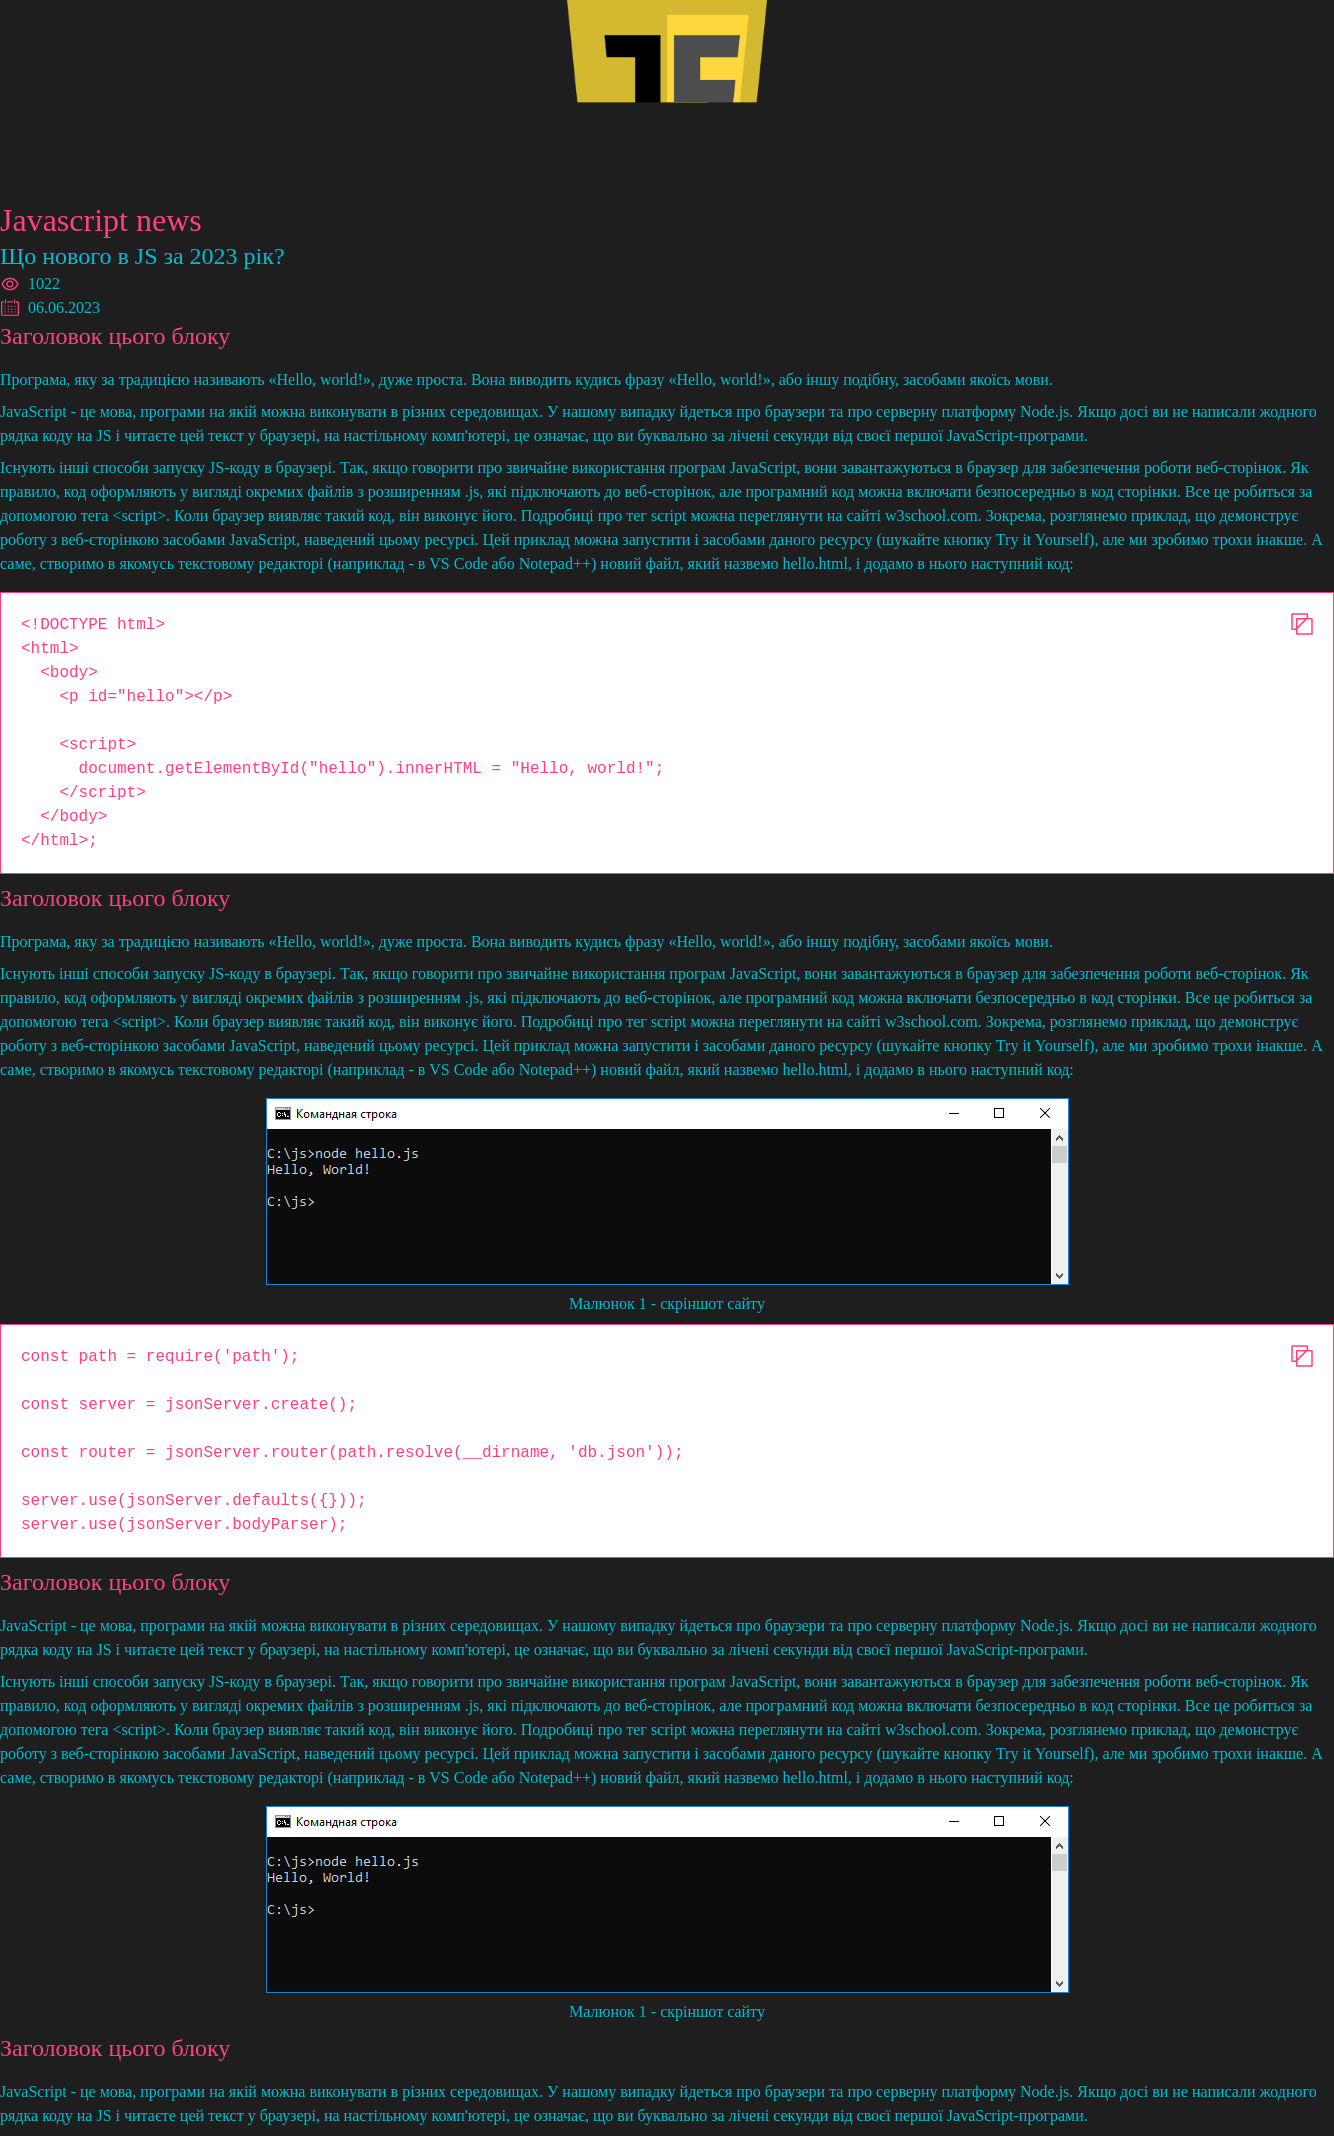 Javascript news
Що нового в JS за 2023 рік?
1022
06.06.2023
Заголовок цього блоку
Програма, яку за традицією називають «Hello, world!», дуже проста. Вона виводить кудись фразу «Hello, world!», або іншу подібну, засобами якоїсь мови.
JavaScript - це мова, програми на якій можна виконувати в різних середовищах. У нашому випадку йдеться про браузери та про серверну платформу Node.js. Якщо досі ви не написали жодного
рядка коду на JS і читаєте цей текст у браузері, на настільному комп'ютері, це означає, що ви буквально за лічені секунди від своєї першої JavaScript-програми.
Існують інші способи запуску JS-коду в браузері. Так, якщо говорити про звичайне використання програм JavaScript, вони завантажуються в браузер для забезпечення роботи веб-сторінок. Як
правило, код оформляють у вигляді окремих файлів з розширенням .js, які підключають до веб-сторінок, але програмний код можна включати безпосередньо в код сторінки. Все це робиться за
допомогою тега <script>. Коли браузер виявляє такий код, він виконує його. Подробиці про тег script можна переглянути на сайті w3school.com. Зокрема, розглянемо приклад, що демонструє
роботу з веб-сторінкою засобами JavaScript, наведений цьому ресурсі. Цей приклад можна запустити і засобами даного ресурсу (шукайте кнопку Try it Yourself), але ми зробимо трохи інакше. А
саме, створимо в якомусь текстовому редакторі (наприклад - в VS Code або Notepad++) новий файл, який назвемо hello.html, і додамо в нього наступний код:
<!DOCTYPE html>
<html>
  <body>
    <p id="hello"></p>
    <script>
      document.getElementById("hello").innerHTML = "Hello, world!";
    </script>
  </body>
</html>;
Заголовок цього блоку
Програма, яку за традицією називають «Hello, world!», дуже проста. Вона виводить кудись фразу «Hello, world!», або іншу подібну, засобами якоїсь мови.
Існують інші способи запуску JS-коду в браузері. Так, якщо говорити про звичайне використання програм JavaScript, вони завантажуються в браузер для забезпечення роботи веб-сторінок. Як
правило, код оформляють у вигляді окремих файлів з розширенням .js, які підключають до веб-сторінок, але програмний код можна включати безпосередньо в код сторінки. Все це робиться за
допомогою тега <script>. Коли браузер виявляє такий код, він виконує його. Подробиці про тег script можна переглянути на сайті w3school.com. Зокрема, розглянемо приклад, що демонструє
роботу з веб-сторінкою засобами JavaScript, наведений цьому ресурсі. Цей приклад можна запустити і засобами даного ресурсу (шукайте кнопку Try it Yourself), але ми зробимо трохи інакше. А
саме, створимо в якомусь текстовому редакторі (наприклад - в VS Code або Notepad++) новий файл, який назвемо hello.html, і додамо в нього наступний код:
Командная строка
C:\js>node hello.js
Hello, World!
C:\js>
Малюнок 1 - скріншот сайту
const path = require('path');
const server = jsonServer.create();
const router = jsonServer.router(path.resolve(__dirname, 'db.json'));
server.use(jsonServer.defaults({}));
server.use(jsonServer.bodyParser);
Заголовок цього блоку
JavaScript - це мова, програми на якій можна виконувати в різних середовищах. У нашому випадку йдеться про браузери та про серверну платформу Node.js. Якщо досі ви не написали жодного
рядка коду на JS і читаєте цей текст у браузері, на настільному комп'ютері, це означає, що ви буквально за лічені секунди від своєї першої JavaScript-програми.
Існують інші способи запуску JS-коду в браузері. Так, якщо говорити про звичайне використання програм JavaScript, вони завантажуються в браузер для забезпечення роботи веб-сторінок. Як
правило, код оформляють у вигляді окремих файлів з розширенням .js, які підключають до веб-сторінок, але програмний код можна включати безпосередньо в код сторінки. Все це робиться за
допомогою тега <script>. Коли браузер виявляє такий код, він виконує його. Подробиці про тег script можна переглянути на сайті w3school.com. Зокрема, розглянемо приклад, що демонструє
роботу з веб-сторінкою засобами JavaScript, наведений цьому ресурсі. Цей приклад можна запустити і засобами даного ресурсу (шукайте кнопку Try it Yourself), але ми зробимо трохи інакше. А
саме, створимо в якомусь текстовому редакторі (наприклад - в VS Code або Notepad++) новий файл, який назвемо hello.html, і додамо в нього наступний код:
Командная строка
C:\js>node hello.js
Hello, World!
C:\js>
Малюнок 1 - скріншот сайту
Заголовок цього блоку
JavaScript - це мова, програми на якій можна виконувати в різних середовищах. У нашому випадку йдеться про браузери та про серверну платформу Node.js. Якщо досі ви не написали жодного
рядка коду на JS і читаєте цей текст у браузері, на настільному комп'ютері, це означає, що ви буквально за лічені секунди від своєї першої JavaScript-програми.